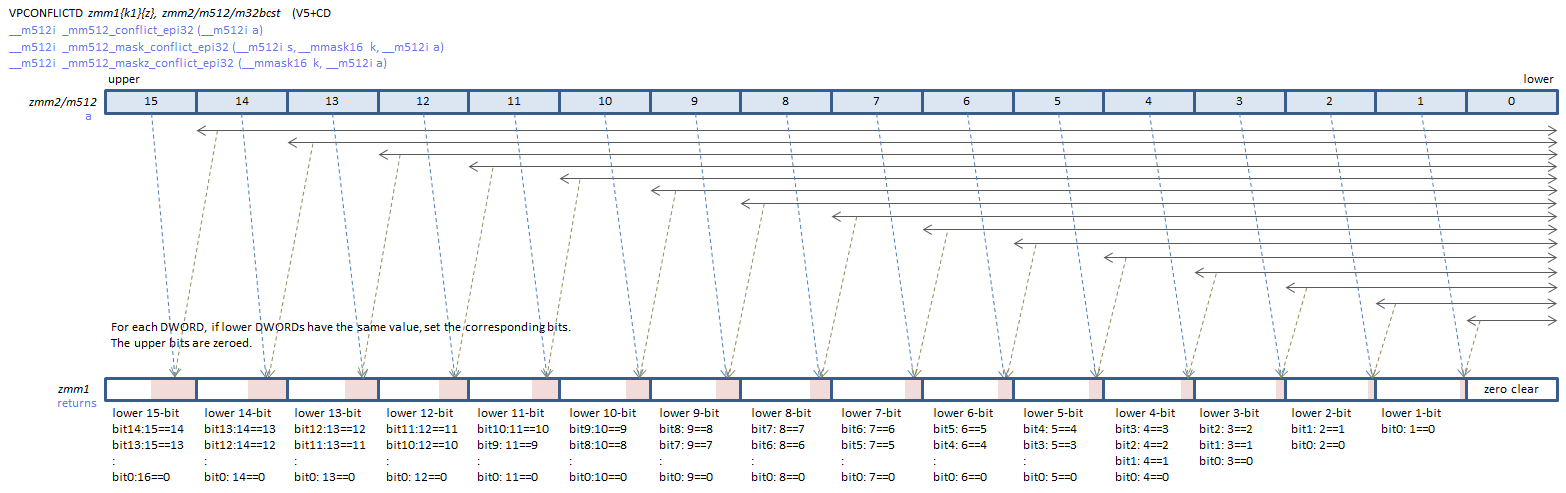 VPCONFLICTD zmm1{k1}{z}, zmm2/m512/m32bcst (V5+CD
__m512i _mm512_conflict_epi32 (__m512i a)
__m512i _mm512_mask_conflict_epi32 (__m512i s, __mmask16 k, __m512i a)
__m512i _mm512_maskz_conflict_epi32 (__mmask16 k, __m512i a)
upper lower
zmm2/m512 15 14 13 12 11 10 9 8 7 6 5 4 3 2 1 0
a
For each DWORD, if lower DWORDs have the same value, set the corresponding bits.
The upper bits are zeroed.
zmm1 zero clear
returns
lower 15-bit lower 14-bit lower 13-bit lower 12-bit lower 11-bit lower 10-bit lower 9-bit lower 8-bit lower 7-bit lower 6-bit lower 5-bit lower 4-bit lower 3-bit lower 2-bit lower 1-bit
bit14:15==14 bit13:14==13 bit12:13==12 bit11:12==11 bit10:11==10 bit9:10==9 bit8: 9==8 bit7: 8==7 bit6: 7==6 bit5: 6==5 bit4: 5==4 bit3: 4==3 bit2: 3==2 bit1: 2==1 bit0: 1==0
bit13:15==13 bit12:14==12 bit11:13==11 bit10:12==10 bit9: 11==9 bit8:10==8 bit7: 9==7 bit6: 8==6 bit5: 7==5 bit4: 6==4 bit3: 5==3 bit2: 4==2 bit1: 3==1 bit0: 2==0
: : : : : : : : : : : bit1: 4==1 bit0: 3==0
bit0:16==0 bit0: 14==0 bit0: 13==0 bit0: 12==0 bit0: 11==0 bit0:10==0 bit0: 9==0 bit0: 8==0 bit0: 7==0 bit0: 6==0 bit0: 5==0 bit0: 4==0